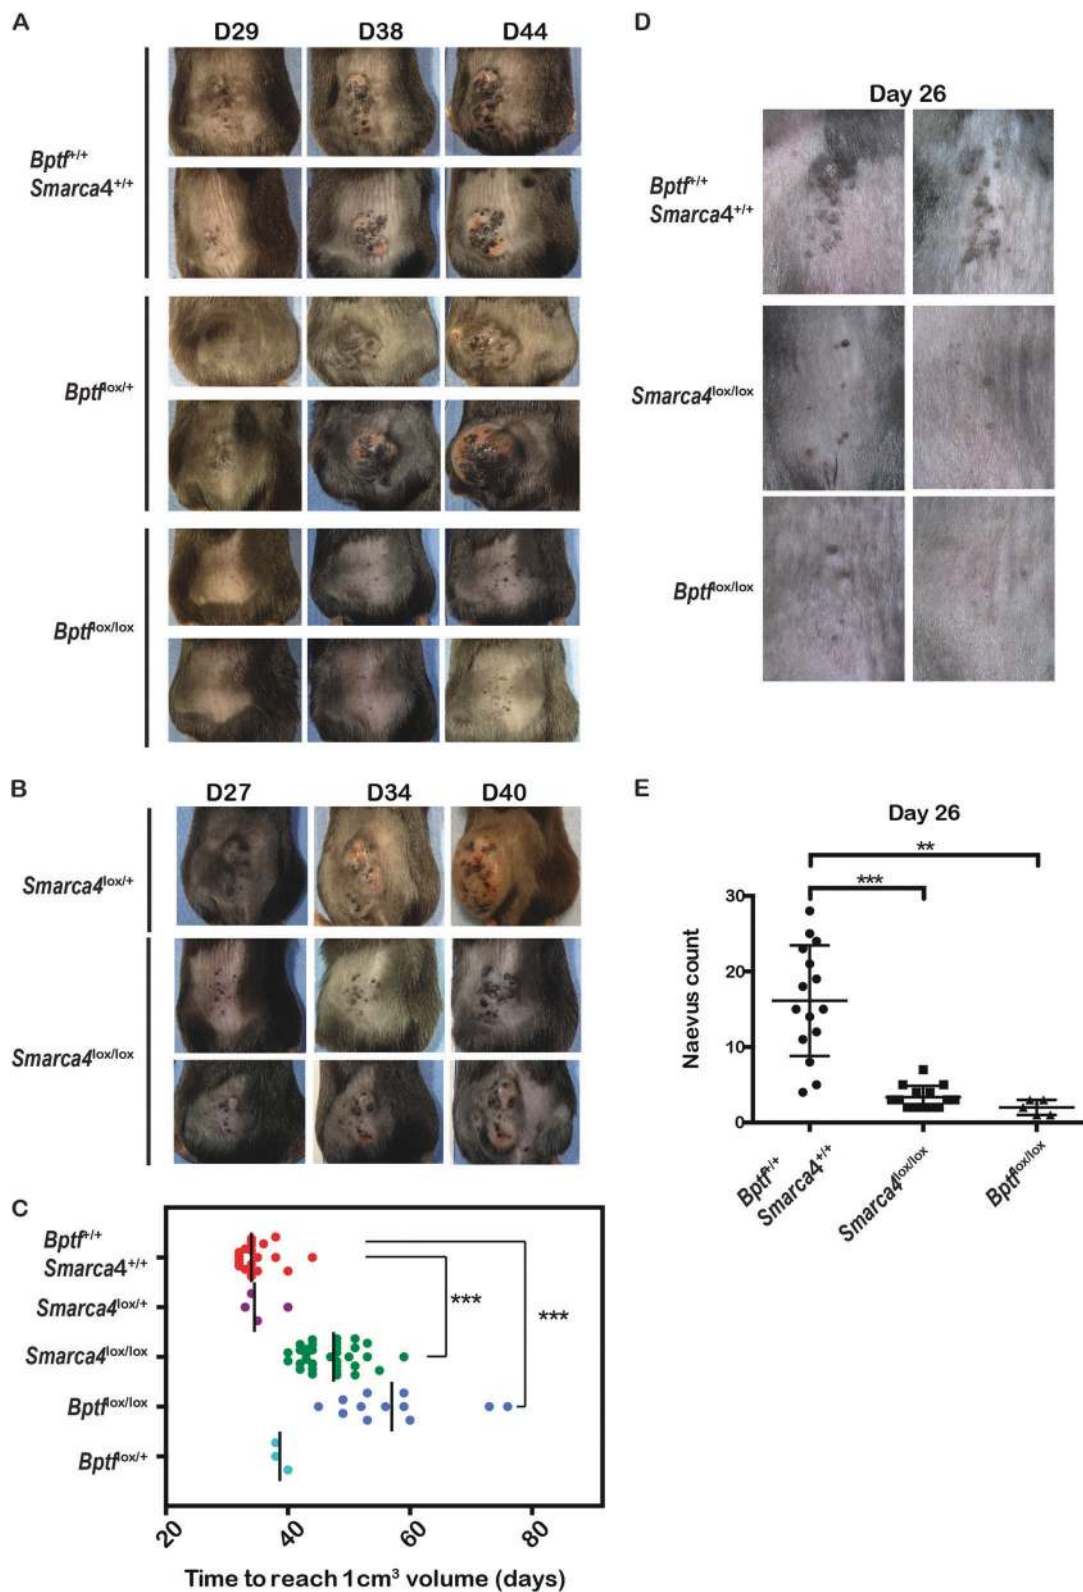 A
D29 D38 D44
Bptf+/+
Smarca4+/+
Bptflox/+
Bptflox/lox
B
D27 D34 D40
Smarca4lox/+
Smarca4lox/lox
C
Bptf+/+
Smarca4+/+
Smarca4lox/+
Smarca4lox/lox
Bptflox/lox
Bptflox/+
***
***
20 40 60 80
Time to reach 1cm³ volume (days)
D
Day 26
Bptf+/+
Smarca4+/+
Smarca4lox/lox
Bptflox/lox
E
Day 26
**
***
30
20
10
0
Naevus count
Bptf+/+
Smarca4+/+
Smarca4lox/lox
Bptflox/lox